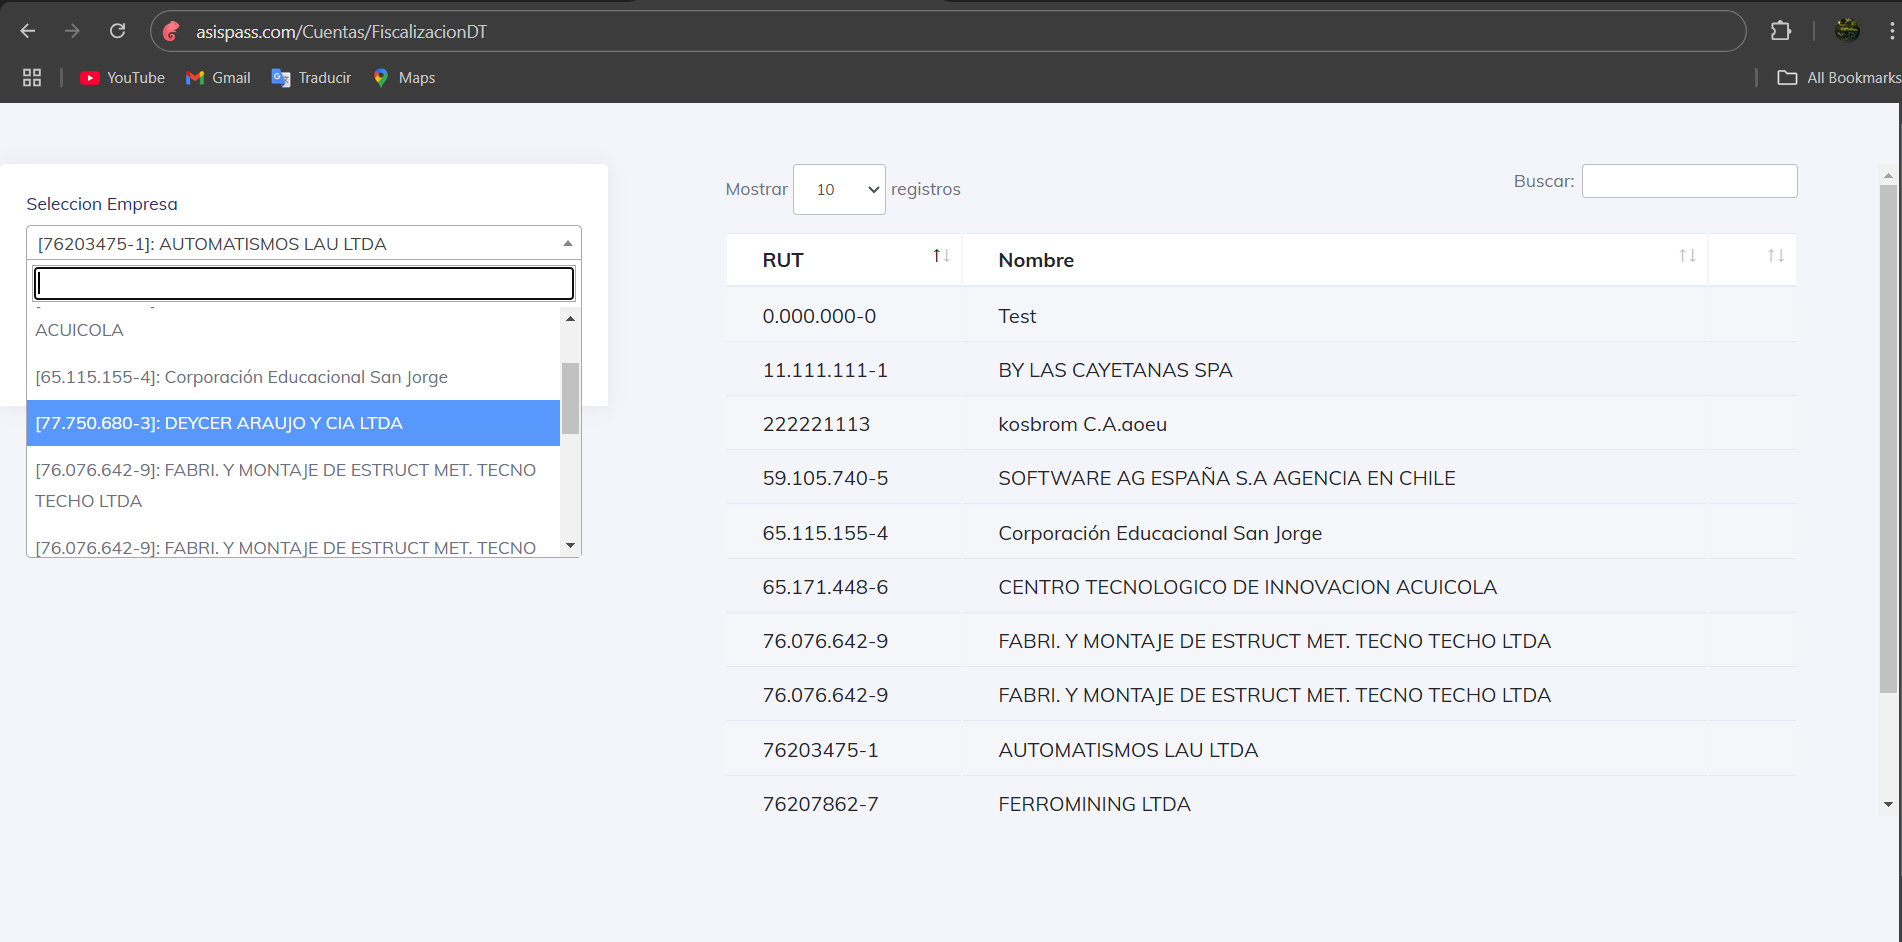 asispass.com/Cuentas/FiscalizacionDT
YouTube Gmail Traducir Maps All Bookmarks
Seleccion Empresa
[76203475-1]: AUTOMATISMOS LAU LTDA
ACUICOLA
[65.115.155-4]: Corporación Educacional San Jorge
[77.750.680-3]: DEYCER ARAUJO Y CIA LTDA
[76.076.642-9]: FABRI. Y MONTAJE DE ESTRUCT MET. TECNO
TECHO LTDA
[76.076.642-9]: FABRI. Y MONTAJE DE ESTRUCT MET. TECNO
Mostrar 10 registros
Buscar:
RUT Nombre
0.000.000-0 Test
11.111.111-1 BY LAS CAYETANAS SPA
222221113 kosbrom C.A.aoeu
59.105.740-5 SOFTWARE AG ESPAÑA S.A AGENCIA EN CHILE
65.115.155-4 Corporación Educacional San Jorge
65.171.448-6 CENTRO TECNOLOGICO DE INNOVACION ACUICOLA
76.076.642-9 FABRI. Y MONTAJE DE ESTRUCT MET. TECNO TECHO LTDA
76.076.642-9 FABRI. Y MONTAJE DE ESTRUCT MET. TECNO TECHO LTDA
76203475-1 AUTOMATISMOS LAU LTDA
76207862-7 FERROMINING LTDA